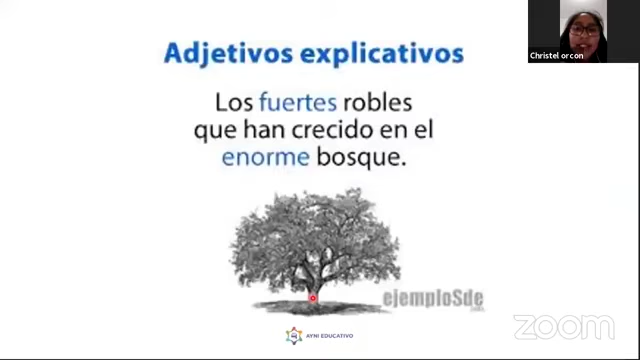 Adjetivos explicativos
Christel orcon
Los fuertes robles
que han crecido en el
enorme bosque.
ejemploSde
AYNI EDUCATIVO
zoom